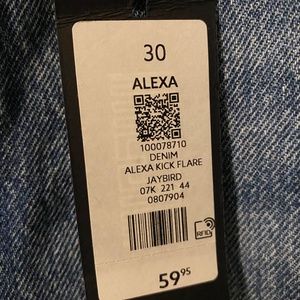 30
ALEXA
100078710
DENIM
ALEXA KICK FLARE
JAYBIRD
07K 221 44
0807904
RFID
59.95